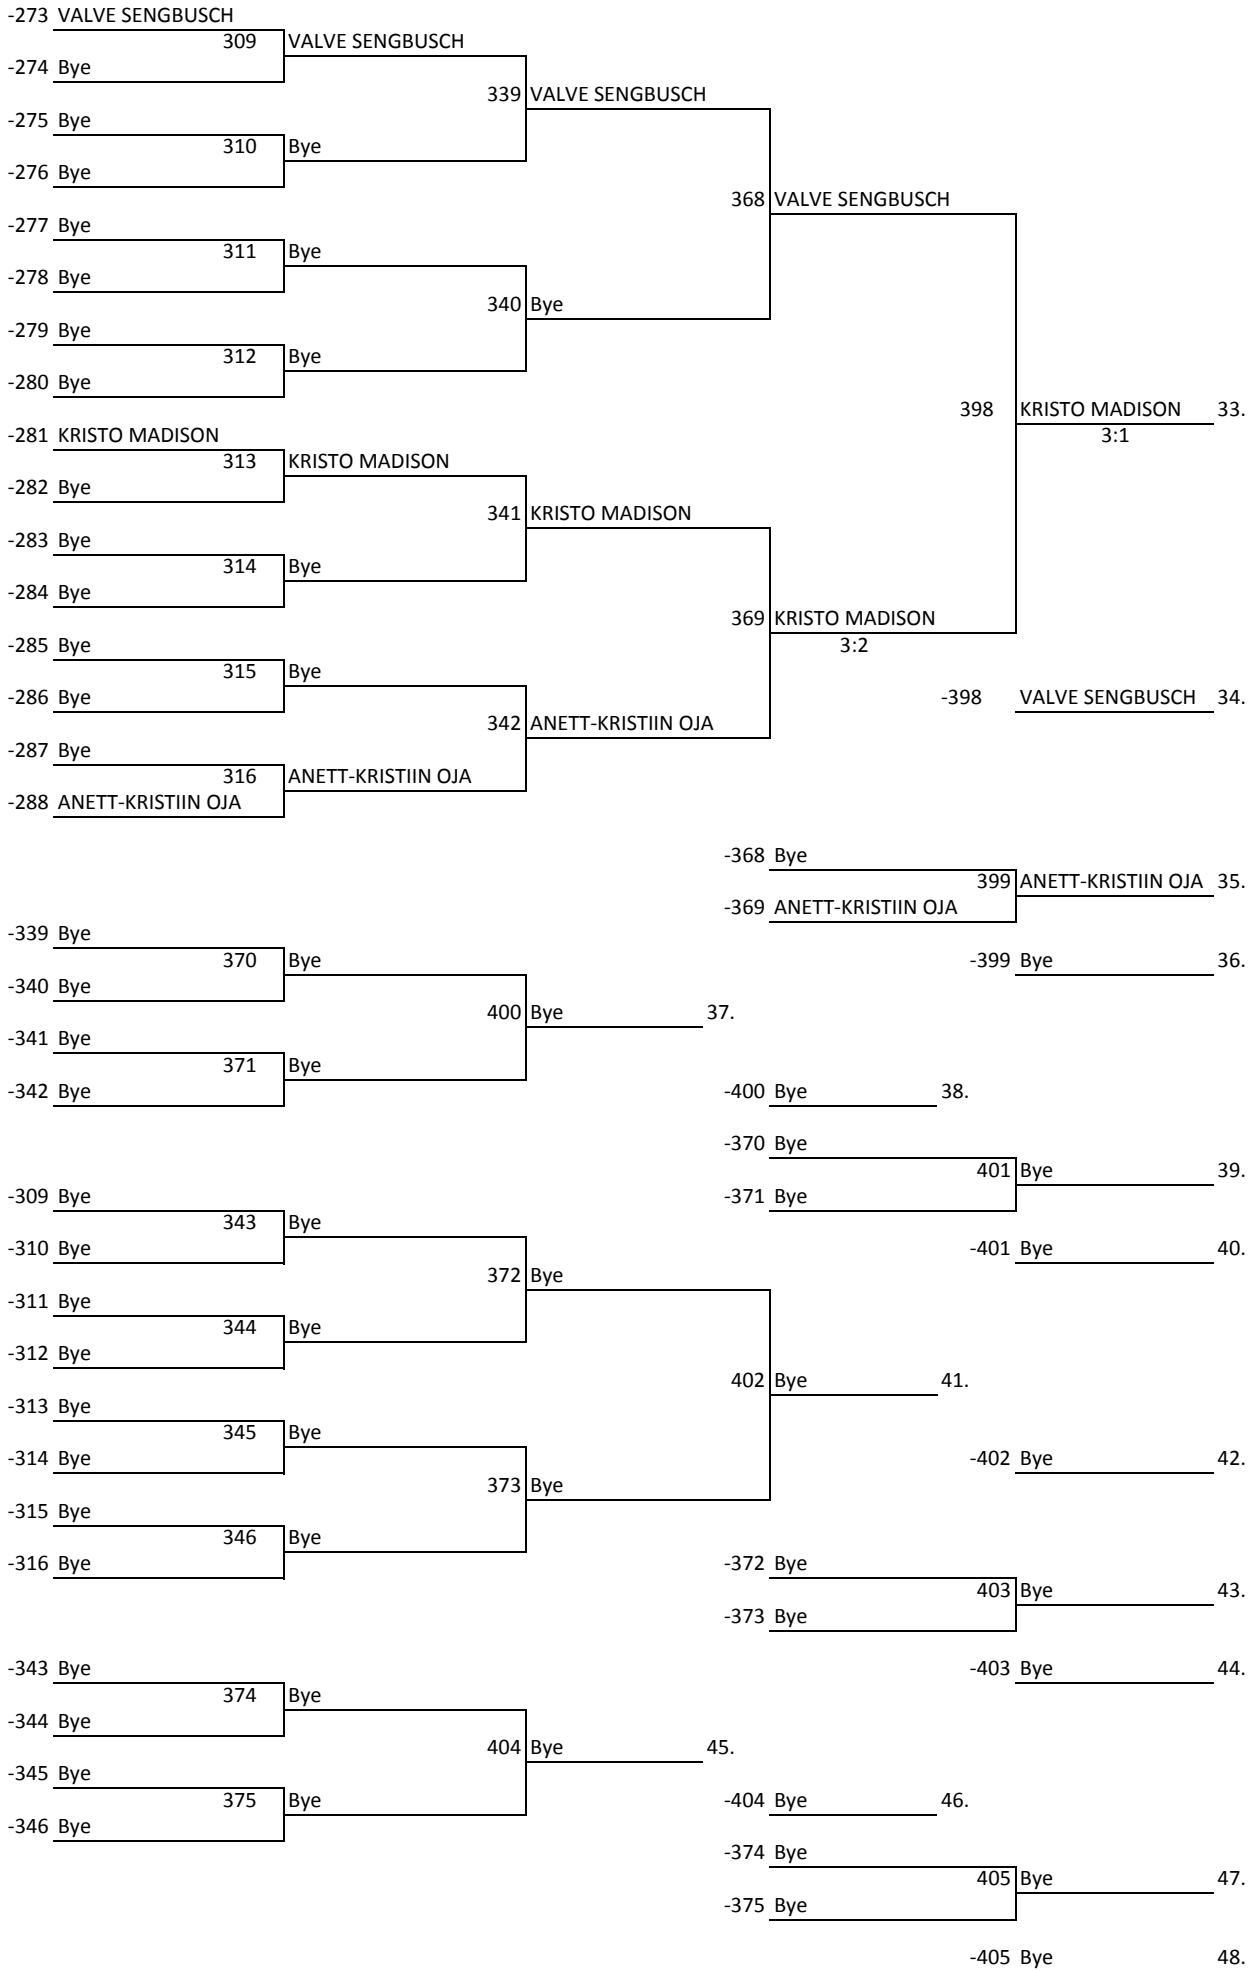 -273 VALVE SENGBUSCH
309 VALVE SENGBUSCH
-274 Bye
339 VALVE SENGBUSCH
-275 Bye
310 Bye
-276 Bye
368 VALVE SENGBUSCH
-277 Bye
311 Bye
-278 Bye
340 Bye
-279 Bye
312 Bye
-280 Bye
398 KRISTO MADISON 33.
3:1
-281 KRISTO MADISON
313 KRISTO MADISON
-282 Bye
341 KRISTO MADISON
-283 Bye
314 Bye
-284 Bye
369 KRISTO MADISON
3:2
-285 Bye
315 Bye
-286 Bye
-398 VALVE SENGBUSCH 34.
342 ANETT-KRISTIIN OJA
-287 Bye
316 ANETT-KRISTIIN OJA
-288 ANETT-KRISTIIN OJA
-368 Bye
399 ANETT-KRISTIIN OJA 35.
-369 ANETT-KRISTIIN OJA
-339 Bye
370 Bye
-399 Bye 36.
-340 Bye
400 Bye 37.
-341 Bye
371 Bye
-342 Bye
-400 Bye 38.
-370 Bye
401 Bye 39.
-371 Bye
-309 Bye
343 Bye
-310 Bye
-401 Bye 40.
372 Bye
-311 Bye
344 Bye
-312 Bye
402 Bye 41.
-313 Bye
345 Bye
-314 Bye
-402 Bye 42.
373 Bye
-315 Bye
346 Bye
-316 Bye
-372 Bye
403 Bye 43.
-373 Bye
-343 Bye
-403 Bye 44.
374 Bye
-344 Bye
404 Bye 45.
-345 Bye
375 Bye
-346 Bye
-404 Bye 46.
-374 Bye
405 Bye 47.
-375 Bye
-405 Bye 48.